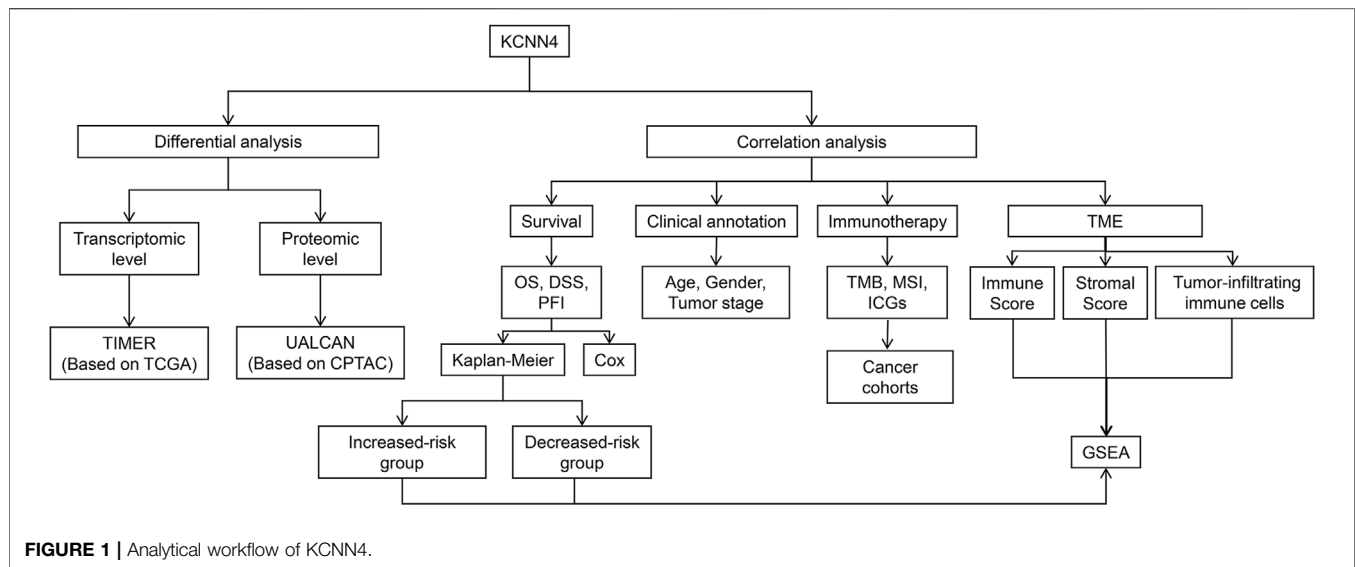 KCNN4
Differential analysis
Correlation analysis
Transcriptomic
level
Proteomic
level
Survival
Clinical annotation
Immunotherapy
TME
OS, DSS,
PFI
Age, Gender,
Tumor stage
TMB, MSI,
ICGs
Immune
Score
Stromal
Score
Tumor-infiltrating
immune cells
TIMER
(Based on TCGA)
UALCAN
(Based on CPTAC)
Kaplan-Meier
Cox
Cancer
cohorts
Increased-risk
group
Decreased-risk
group
GSEA
FIGURE 1 | Analytical workflow of KCNN4.